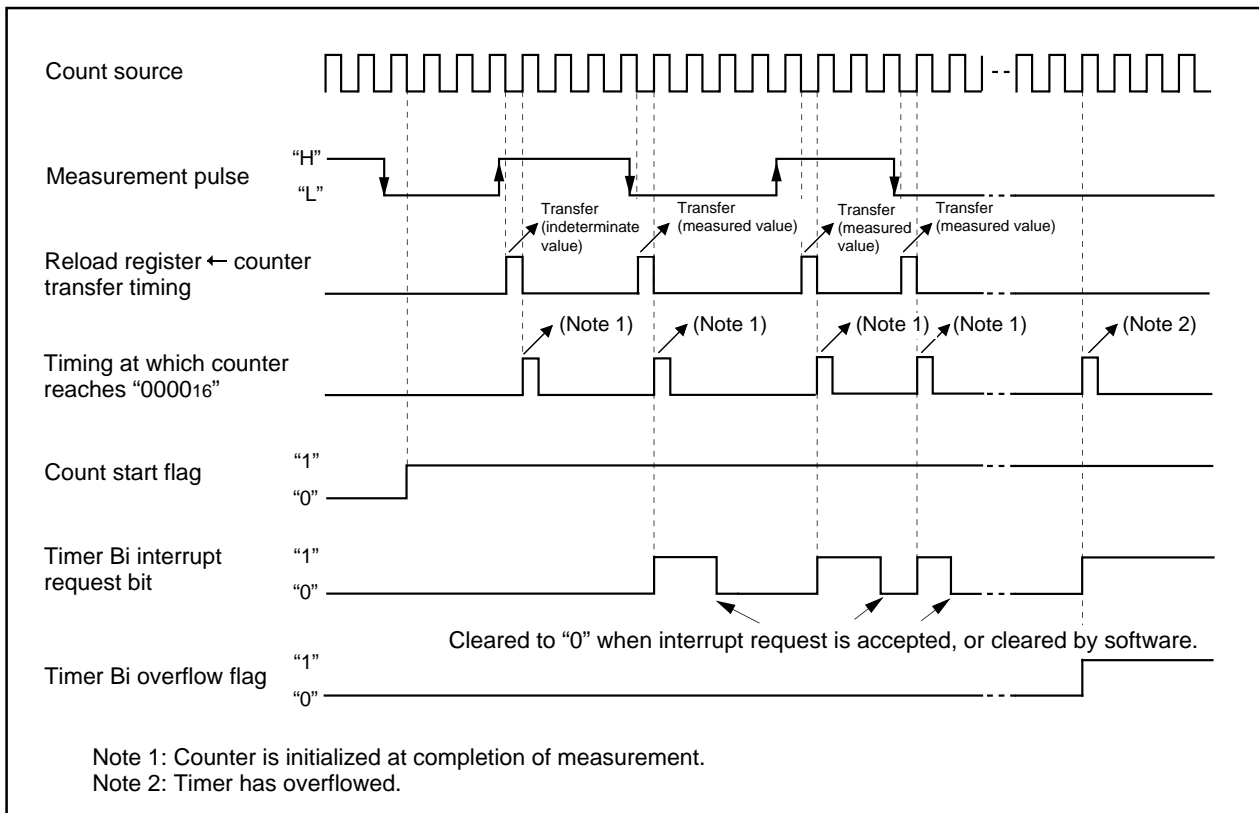 Count source
Measurement pulse
“H”
“L”
Transfer
(indeterminate
value)
Transfer
(measured value)
Transfer
(measured
value)
Transfer
(measured value)
Reload register ← counter
transfer timing
Timing at which counter
reaches “000016”
(Note 1)
(Note 1)
(Note 1)
(Note 1)
(Note 2)
Count start flag
“1”
“0”
Timer Bi interrupt
request bit
“1”
“0”
Cleared to “0” when interrupt request is accepted, or cleared by software.
Timer Bi overflow flag
“1”
“0”
Note 1: Counter is initialized at completion of measurement.
Note 2: Timer has overflowed.